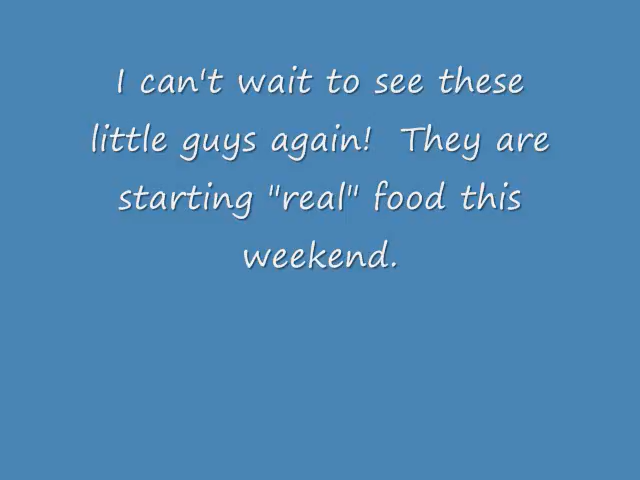 I can't wait to see these
little guys again!  They are
starting "real" food this
weekend.